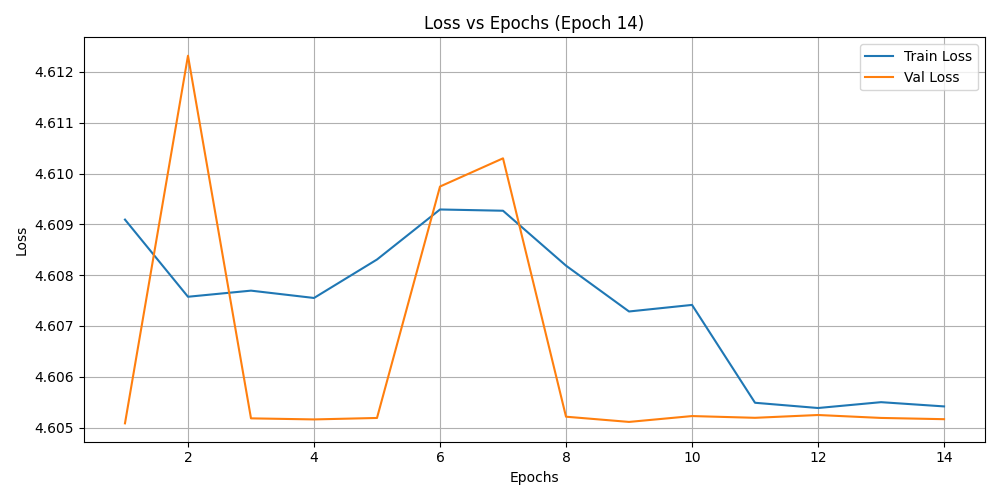 Loss vs Epochs (Epoch 14)
Train Loss
Val Loss
4.612
4.611
4.610
4.609
4.608
4.607
4.606
4.605
Loss
2 4 6 8 10 12 14
Epochs